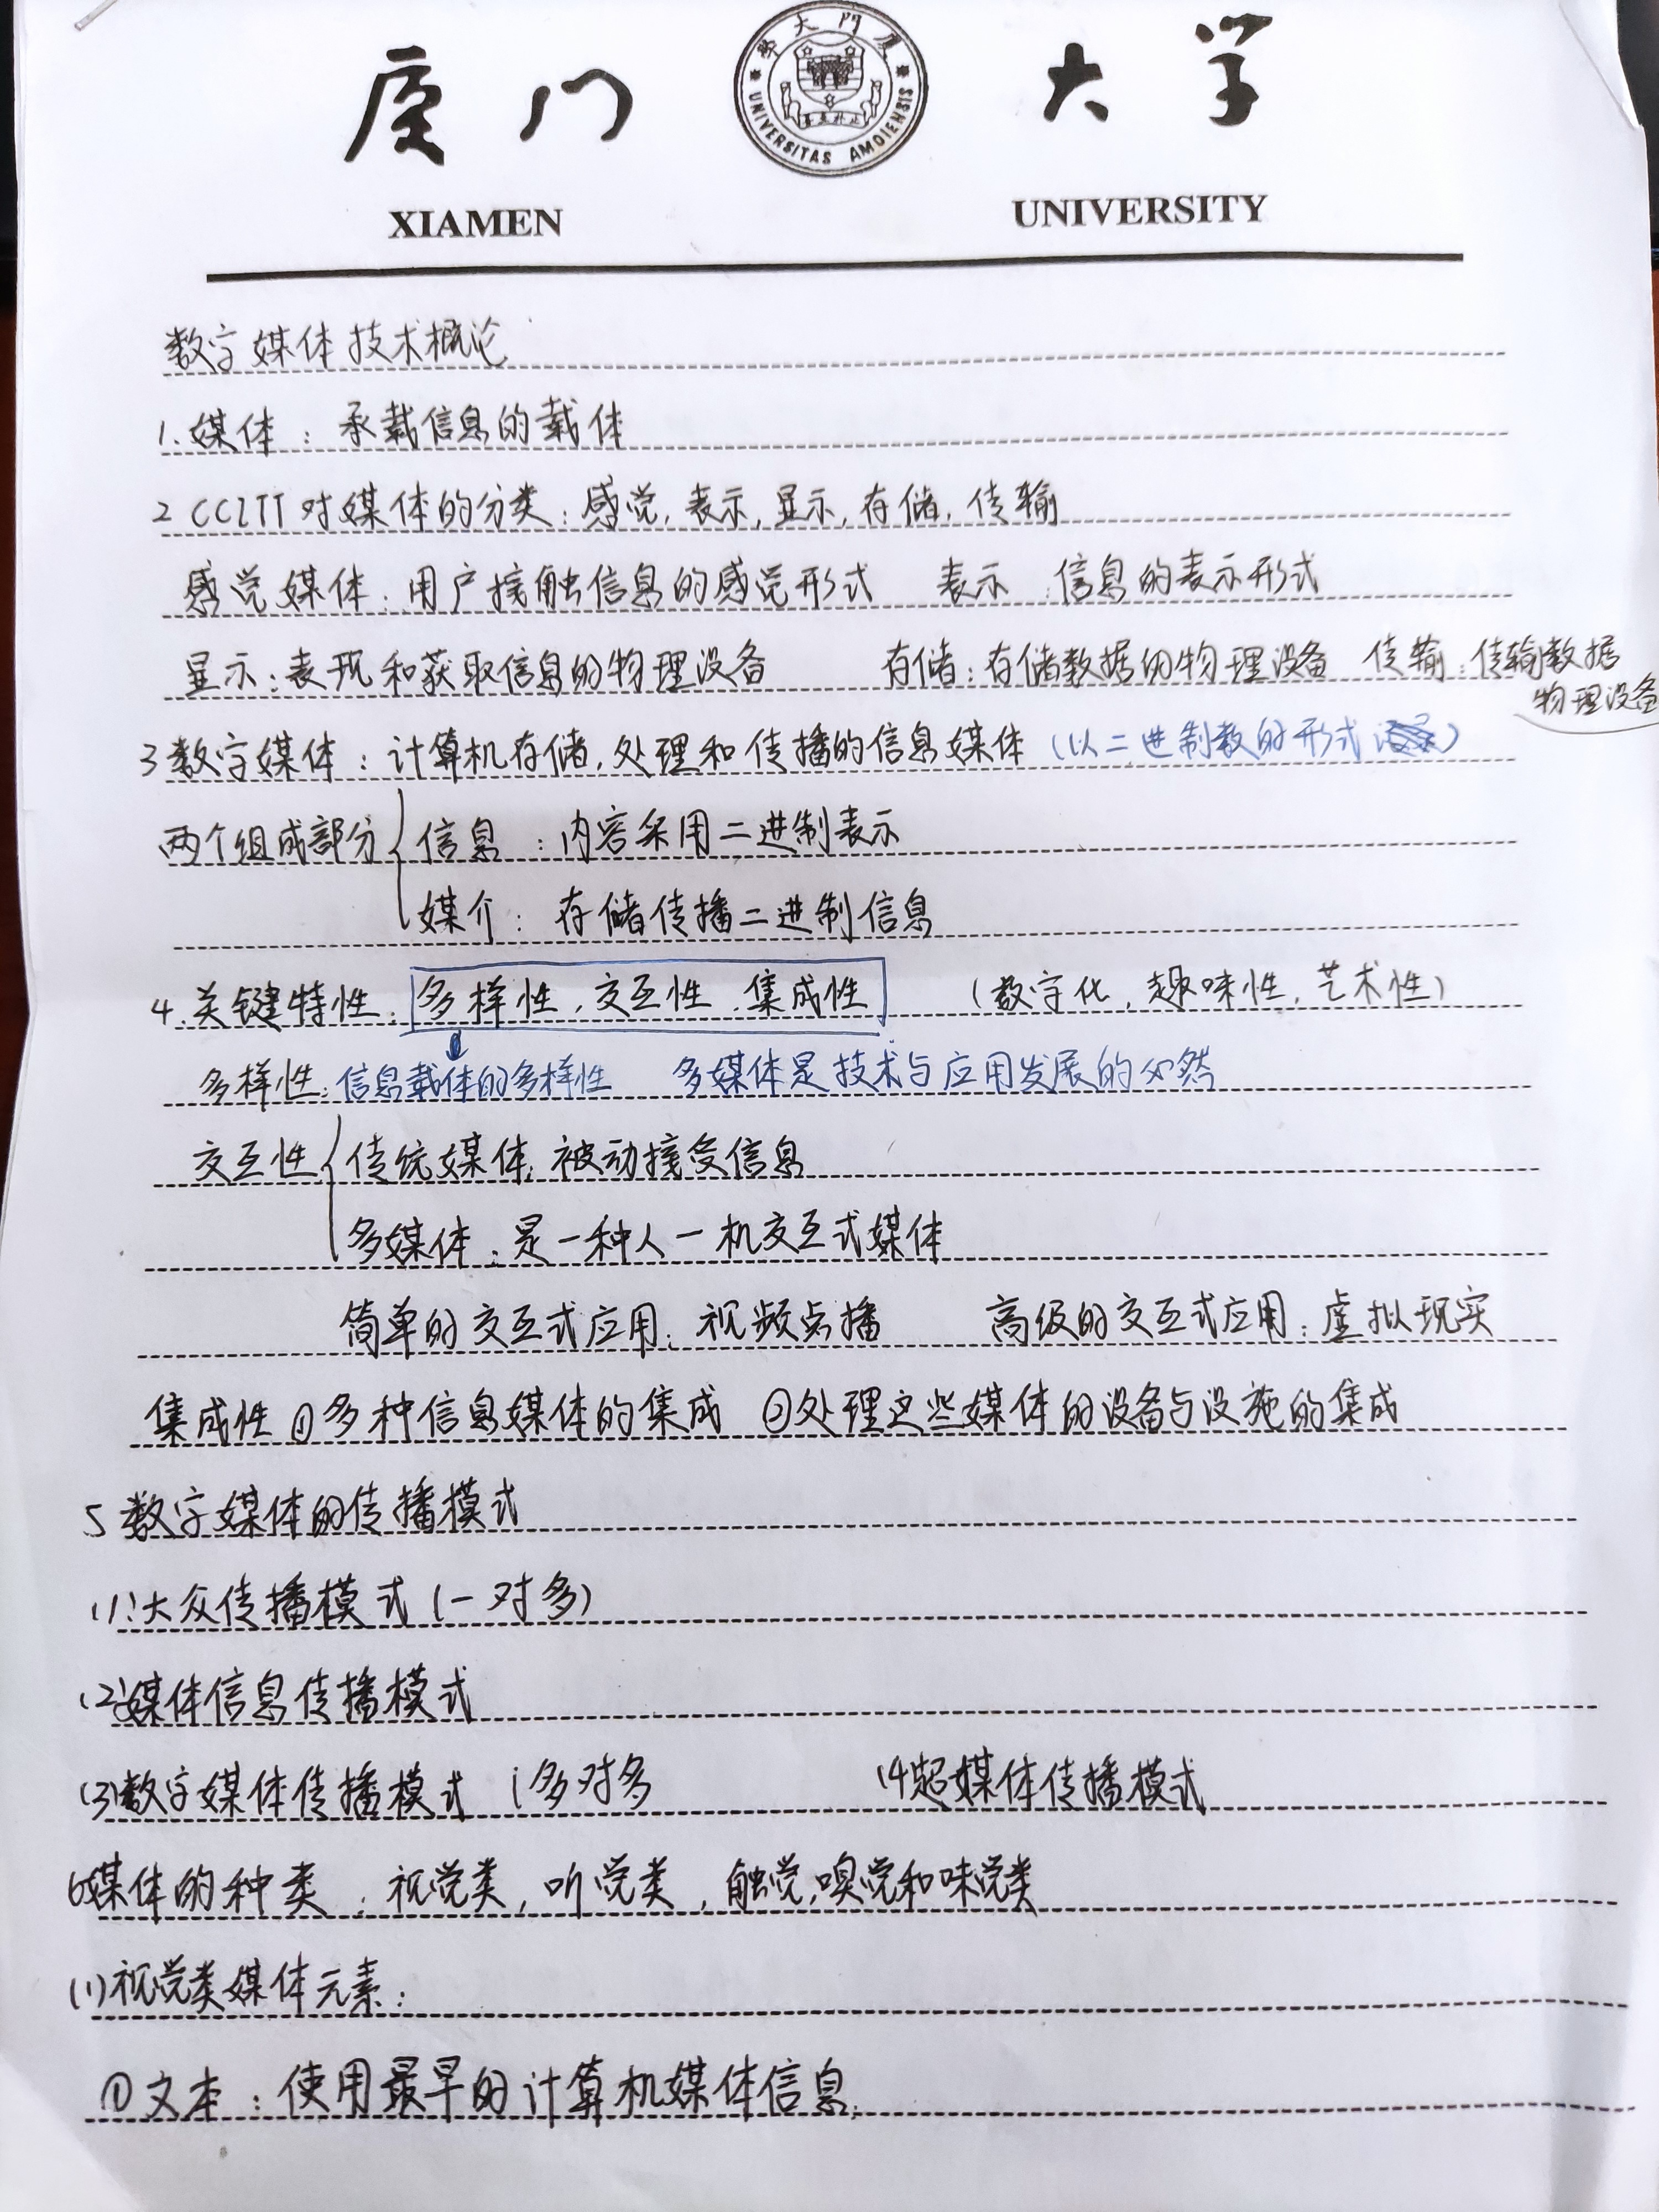 厦门大学
學大門廈
UNIVERSITAS AMOIENSIS
XIAMEN UNIVERSITY
数字媒体技术概论
1.媒体:承载信息的载体
2 CCITT对媒体的分类:感觉,表示,显示,存储,传输
感觉媒体:用户接触信息的感觉形式 表示:信息的表示形式
显示:表现和获取信息的物理设备 存储:存储数据的物理设备 传输:传输数据
物理设备
3数字媒体:计算机存储,处理和传播的信息媒体(以二进制数的形式)
两个组成部分{信息:内容采用二进制表示
媒介:存储传播二进制信息
4.关键特性:多样性,交互性,集成性 (数字化,趣味性,艺术性)
多样性:信息载体的多样性 多媒体是技术与应用发展的必然
交互性{传统媒体:被动接受信息
多媒体:是一种人一机交互式媒体
简单的交互式应用:视频点播 高级的交互式应用:虚拟现实
集成性①多种信息媒体的集成 ②处理这些媒体的设备与设施的集成
5 数字媒体的传播模式
(1)大众传播模式(一对多)
(2)媒体信息传播模式
(3)数字媒体传播模式(多对多 (4超媒体传播模式
6媒体的种类:视觉类,听觉类,触觉,嗅觉和味觉类
(1)视觉类媒体元素:
①文本:使用最早的计算机媒体信息.